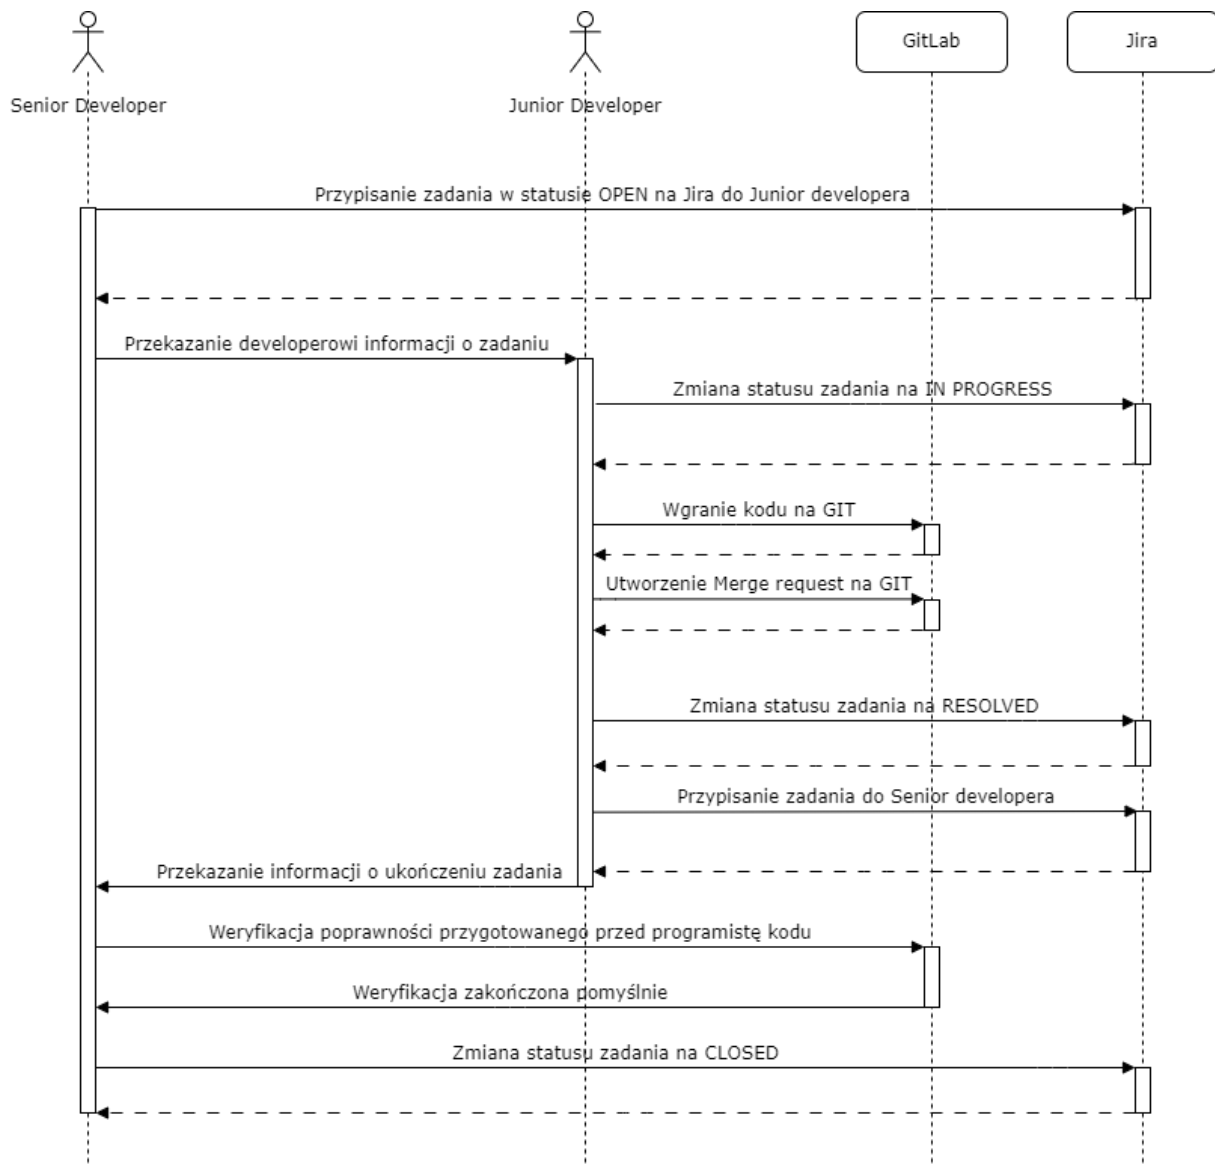 GitLab
Jira
Senior Developer
Junior Developer
Przypisanie zadania w statusie OPEN na Jira do Junior developera
Przekazanie developerowi informacji o zadaniu
Zmiana statusu zadania na IN PROGRESS
Wgranie kodu na GIT
Utworzenie Merge request na GIT
Zmiana statusu zadania na RESOLVED
Przypisanie zadania do Senior developera
Przekazanie informacji o ukończeniu zadania
Weryfikacja poprawności przygotowanego przed programistę kodu
Weryfikacja zakończona pomyślnie
Zmiana statusu zadania na CLOSED